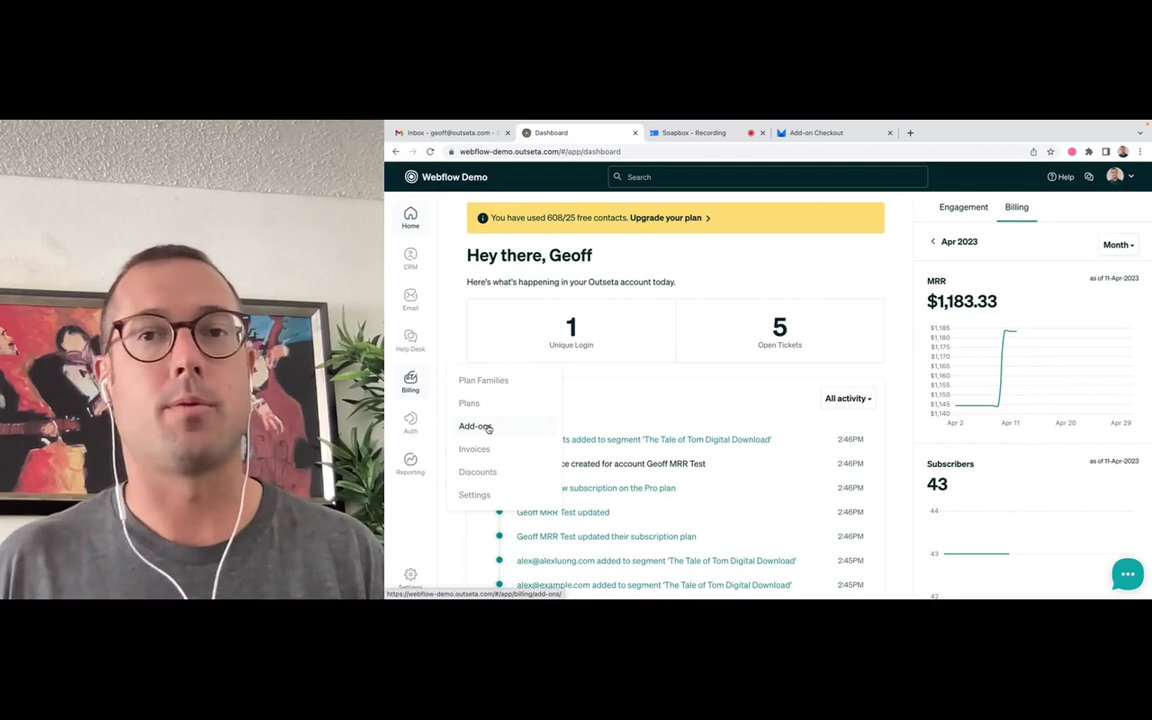 Inbox - geoff@outseta.com - G
Dashboard
Soapbox - Recording
Add-on Checkout
webflow-demo.outseta.com/#/app/dashboard
Webflow Demo
Search
Help
Home
CRM
Email
Help Desk
Billing
Auth
Reporting
You have used 608/25 free contacts. Upgrade your plan
Hey there, Geoff
Here's what's happening in your Outseta account today.
1
Unique Login
5
Open Tickets
Plan Families
Plans
Add-ons
Invoices
Discounts
Settings
All activity
ts added to segment 'The Tale of Tom Digital Download'
2:46PM
ce created for account Geoff MRR Test
2:46PM
w subscription on the Pro plan
2:46PM
Geoff MRR Test updated
2:46PM
Geoff MRR Test updated their subscription plan
2:46PM
alex@alexluong.com added to segment 'The Tale of Tom Digital Download'
2:45PM
alex@example.com added to segment 'The Tale of Tom Digital Download'
2:45PM
Engagement
Billing
Apr 2023
Month
MRR
as of 11-Apr-2023
$1,183.33
$1,185
$1,180
$1,175
$1,170
$1,165
$1,160
$1,155
$1,150
$1,145
$1,140
Apr 2
Apr 11
Apr 20
Apr 29
Subscribers
as of 11-Apr-2023
43
44
43
42
https://webflow-demo.outseta.com/#/app/billing/add-ons/